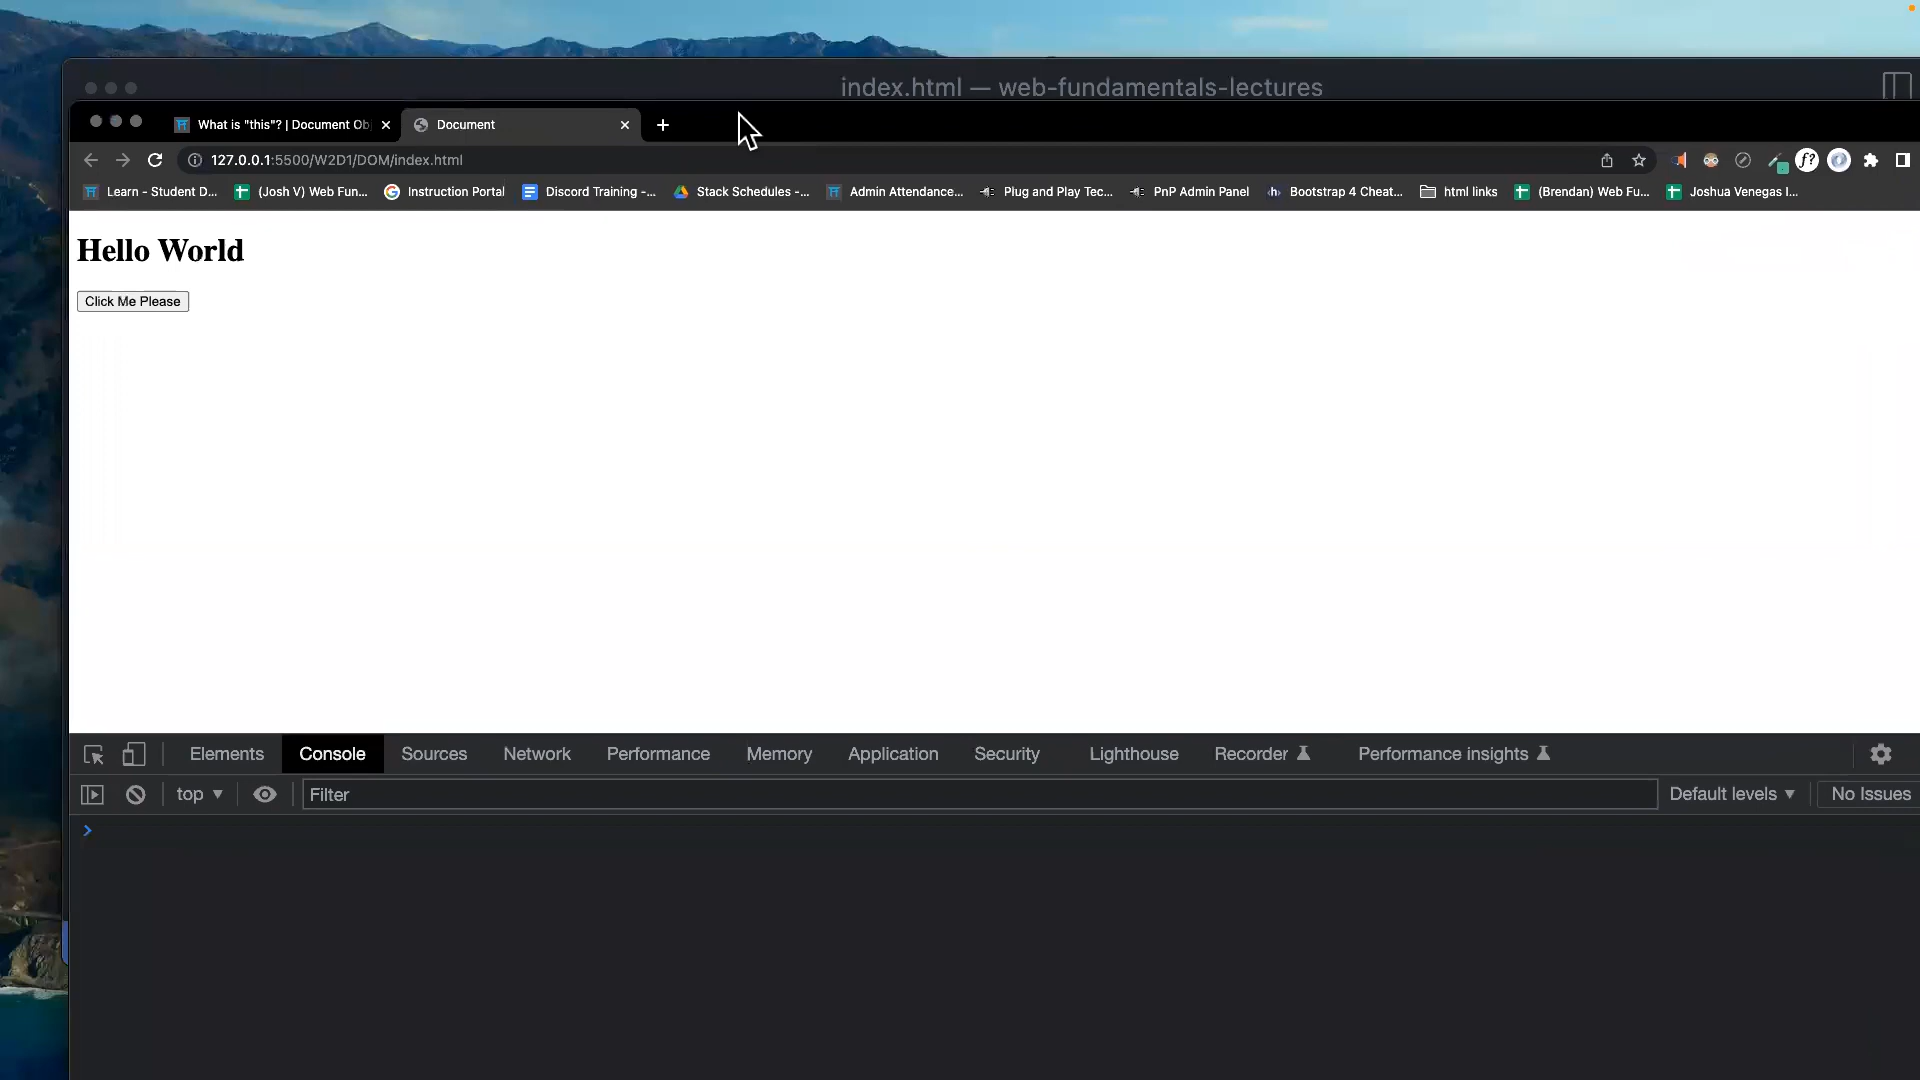 index.html — web-fundamentals-lectures
What is "this"? | Document Ob
Document
127.0.0.1:5500/W2D1/DOM/index.html
f?
Learn - Student D... (Josh V) Web Fun... Instruction Portal Discord Training -... Stack Schedules -... Admin Attendance... Plug and Play Tec... PnP Admin Panel Bootstrap 4 Cheat... html links (Brendan) Web Fu... Joshua Venegas I...
Hello World
Click Me Please
Elements Console Sources Network Performance Memory Application Security Lighthouse Recorder Performance insights
top Filter Default levels No Issues